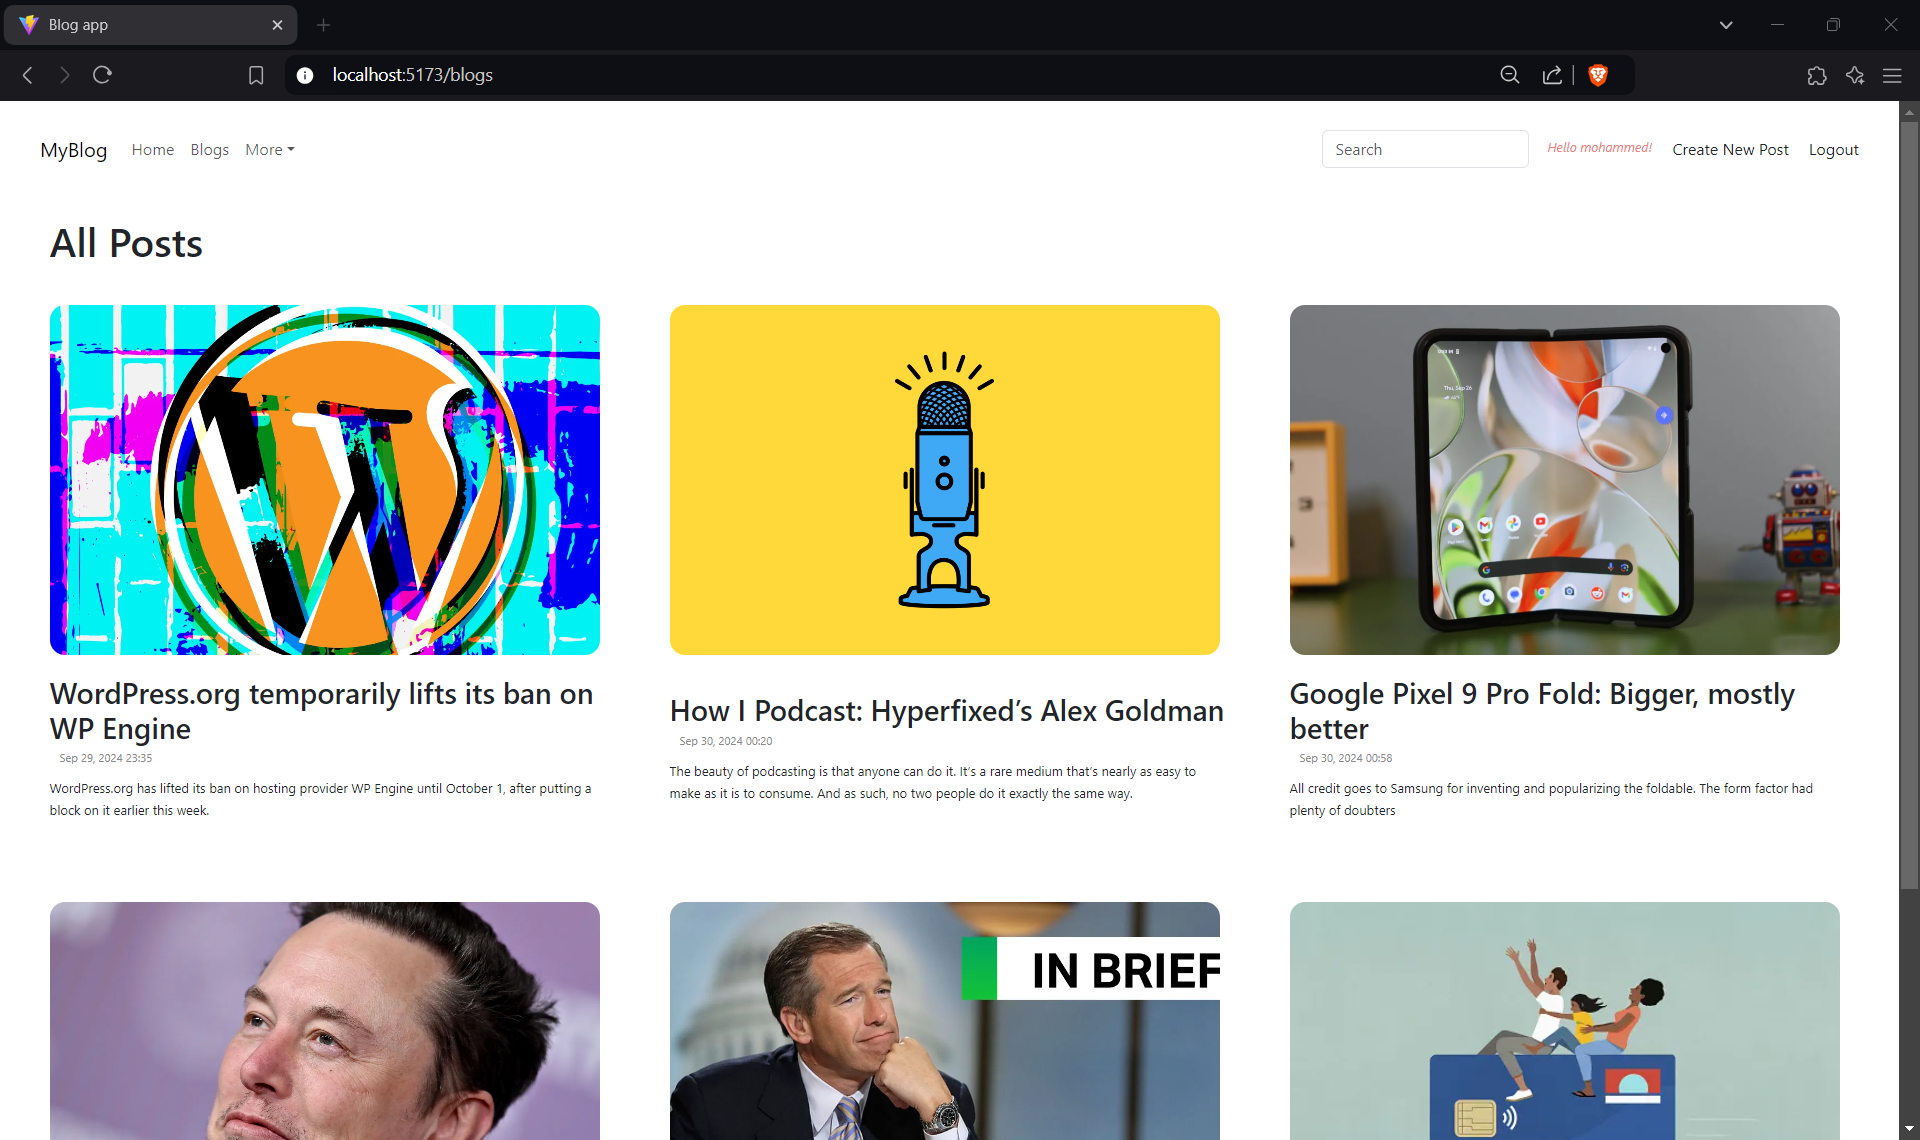 Blog app
localhost:5173/blogs
MyBlog Home Blogs More Search Hello mohammed! Create New Post Logout
All Posts
WordPress.org temporarily lifts its ban on
WP Engine
Sep 29, 2024 23:35
WordPress.org has lifted its ban on hosting provider WP Engine until October 1, after putting a
block on it earlier this week.
How I Podcast: Hyperfixed’s Alex Goldman
Sep 30, 2024 00:20
The beauty of podcasting is that anyone can do it. It’s a rare medium that’s nearly as easy to
make as it is to consume. And as such, no two people do it exactly the same way.
Thu, Sep 26
Google Pixel 9 Pro Fold: Bigger, mostly
better
Sep 30, 2024 00:58
All credit goes to Samsung for inventing and popularizing the foldable. The form factor had
plenty of doubters
IN BRIEF